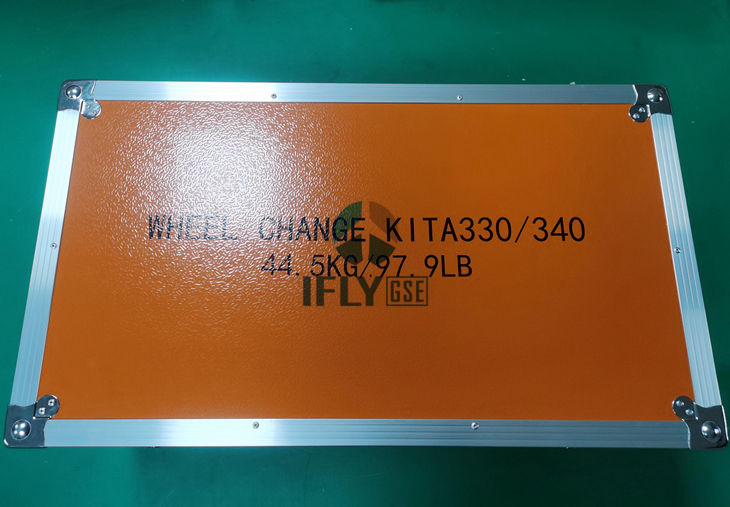 WHEEL CHANGE KITA330/340
44.5KG/97.9LB
IFLY GSE